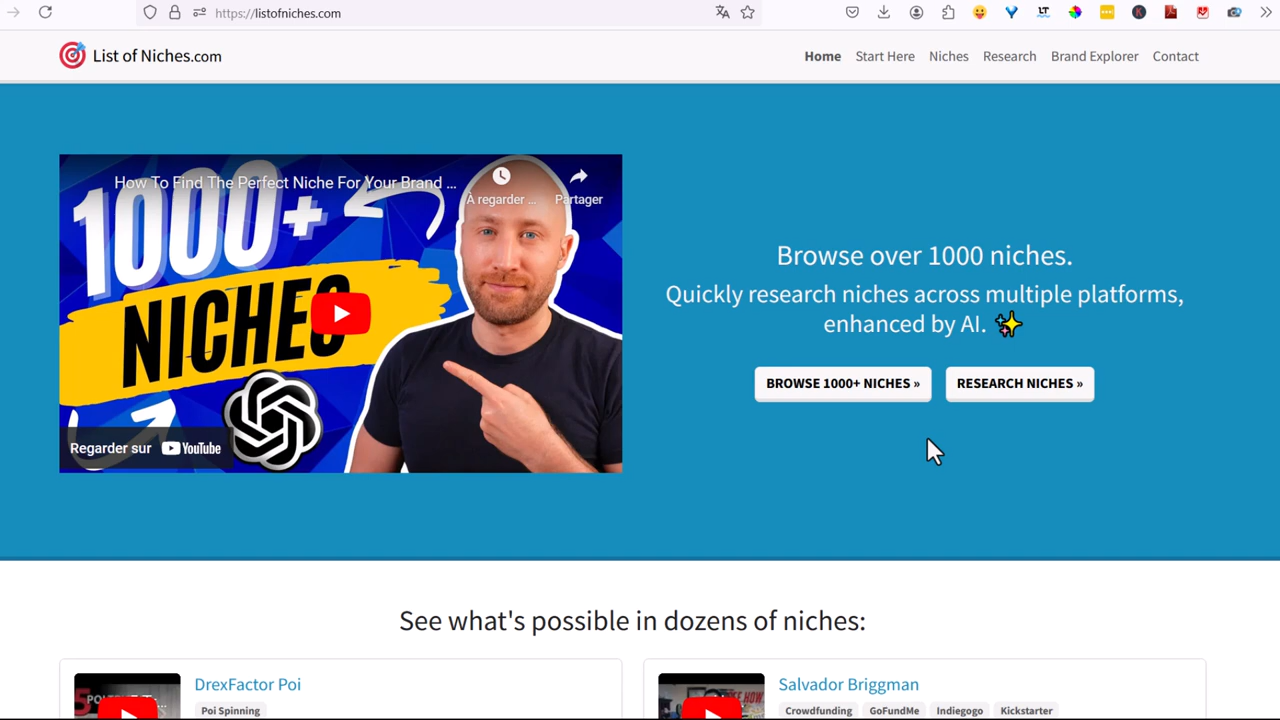 https://listofniches.com
LT
K
List of Niches.com
Home Start Here Niches Research Brand Explorer Contact
How To Find The Perfect Niche For Your Brand ...
À regarder ...
Partager
1000+
NICHES
Regarder sur YouTube
Browse over 1000 niches.
Quickly research niches across multiple platforms,
enhanced by AI. ✨
BROWSE 1000+ NICHES »
RESEARCH NICHES »
See what's possible in dozens of niches:
DrexFactor Poi
Poi Spinning
Salvador Briggman
Crowdfunding GoFundMe Indiegogo Kickstarter